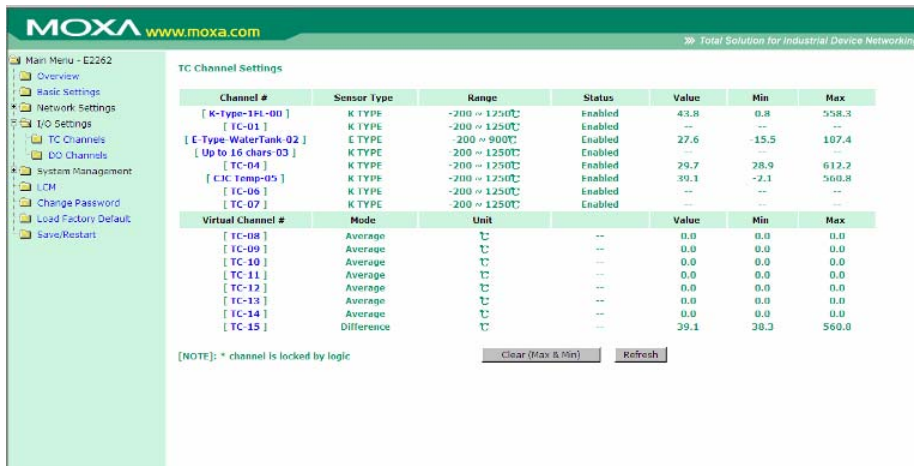 MOXA www.moxa.com
Total Solution for Industrial Device Networking
Main Menu - E2262
Overview
Basic Settings
Network Settings
I/O Settings
TC Channels
DO Channels
System Management
LCM
Change Password
Load Factory Default
Save/Restart
TC Channel Settings
Channel # Sensor Type Range Status Value Min Max
[ K-Type-1FL-00 ] K TYPE -200 ~ 1250℃ Enabled 43.8 0.8 558.3
[ TC-01 ] K TYPE -200 ~ 1250℃ Enabled -- -- --
[ E-Type-WaterTank-02 ] E TYPE -200 ~ 900℃ Enabled 27.6 -15.5 107.4
[ Up to 16 chars-03 ] K TYPE -200 ~ 1250℃ Enabled -- -- --
[ TC-04 ] K TYPE -200 ~ 1250℃ Enabled 29.7 28.9 612.2
[ CJC Temp-05 ] K TYPE -200 ~ 1250℃ Enabled 39.1 -2.1 560.8
[ TC-06 ] K TYPE -200 ~ 1250℃ Enabled -- -- --
[ TC-07 ] K TYPE -200 ~ 1250℃ Enabled -- -- --
Virtual Channel # Mode Unit Value Min Max
[ TC-08 ] Average ℃ -- 0.0 0.0 0.0
[ TC-09 ] Average ℃ -- 0.0 0.0 0.0
[ TC-10 ] Average ℃ -- 0.0 0.0 0.0
[ TC-11 ] Average ℃ -- 0.0 0.0 0.0
[ TC-12 ] Average ℃ -- 0.0 0.0 0.0
[ TC-13 ] Average ℃ -- 0.0 0.0 0.0
[ TC-14 ] Average ℃ -- 0.0 0.0 0.0
[ TC-15 ] Difference ℃ -- 39.1 38.3 560.8
[NOTE]: * channel is locked by logic
Clear (Max & Min) Refresh